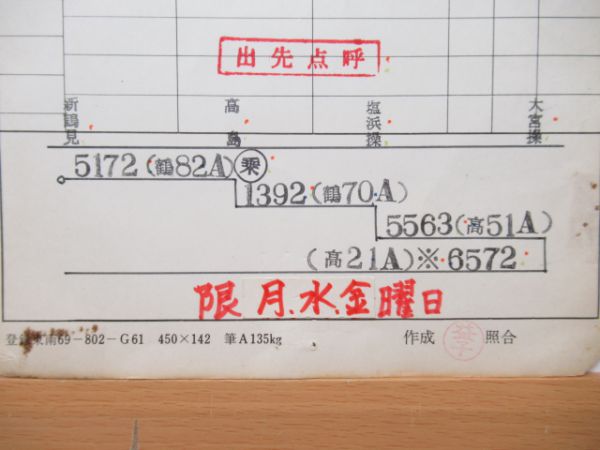 出先点呼
新鶴見
高島
塩浜操
大宮操
5172(鶴82A)乗
1392(鶴70A)
5563(高51A)
(高21A)※6572
限月、水、金曜日
69-802-G61 450×142 筆A135kg
作成 照合